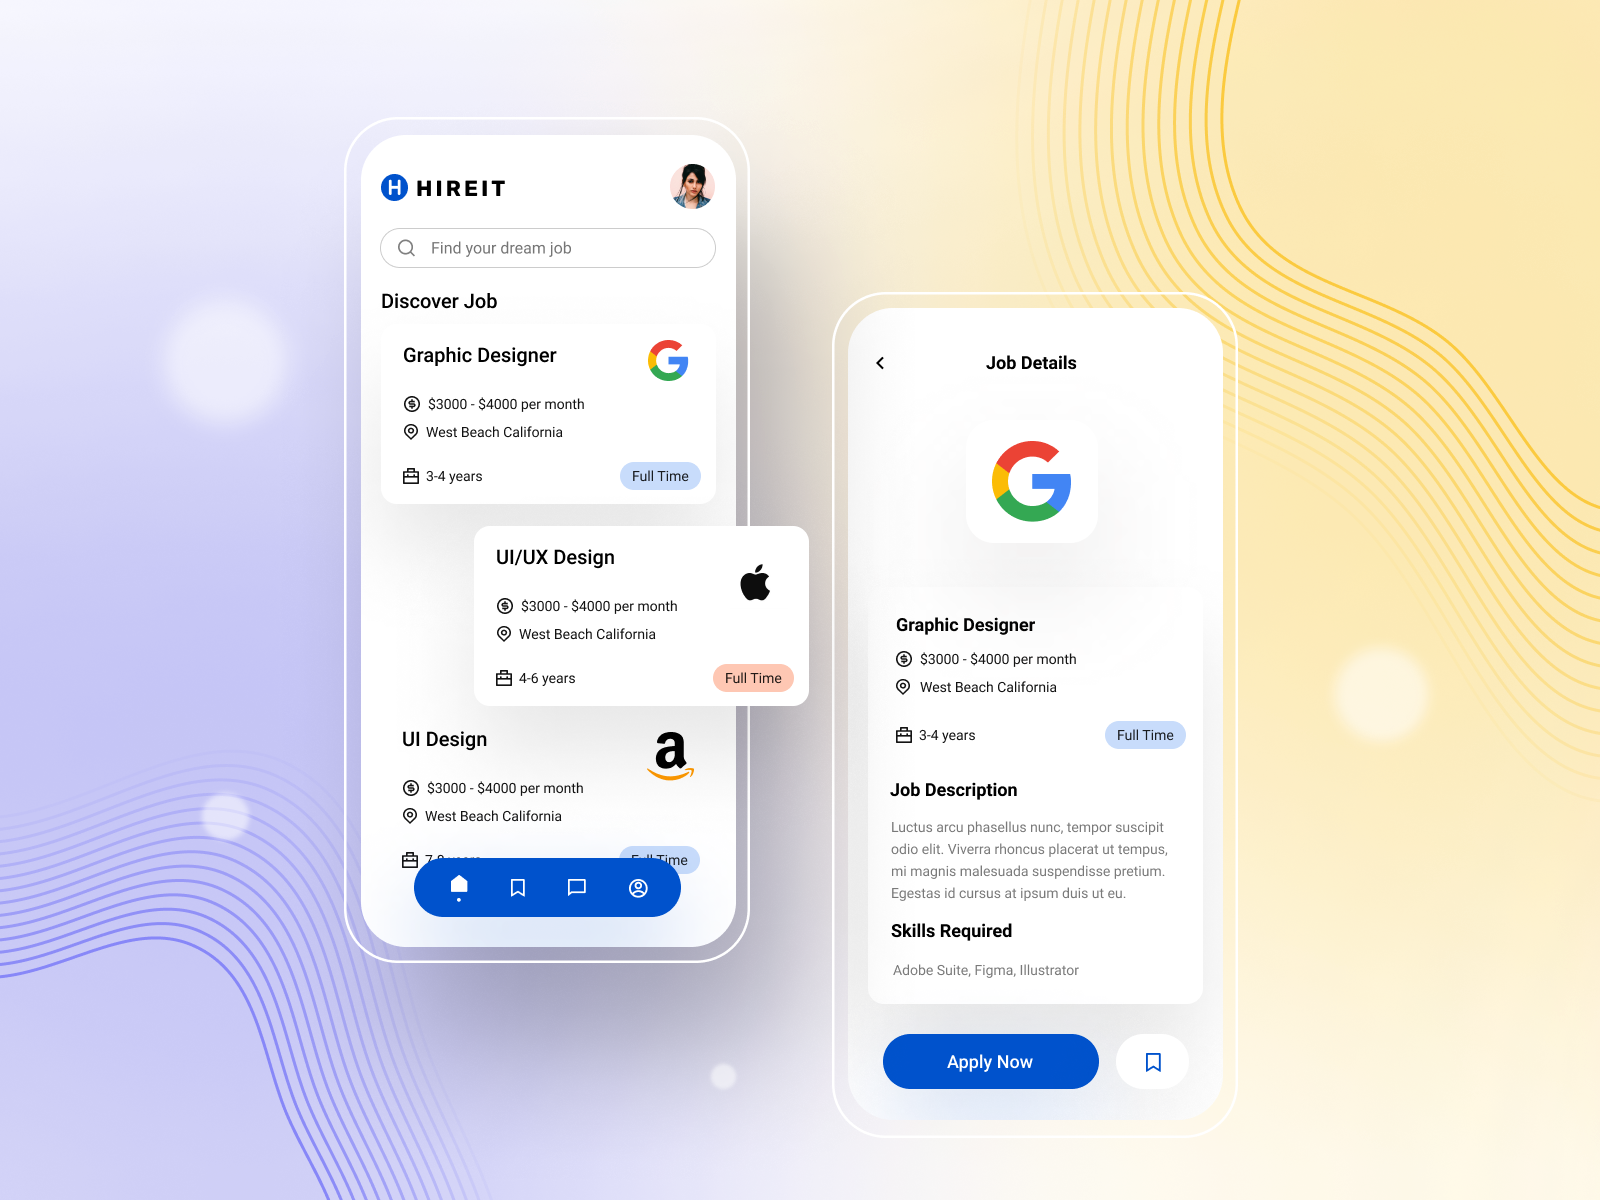 HIREIT
Find your dream job
Discover Job
Graphic Designer
$3000 - $4000 per month
West Beach California
3-4 years
Full Time
UI/UX Design
$3000 - $4000 per month
West Beach California
4-6 years
Full Time
UI Design
$3000 - $4000 per month
West Beach California
years
Full Time
Job Details
Graphic Designer
$3000 - $4000 per month
West Beach California
3-4 years
Full Time
Job Description
Luctus arcu phasellus nunc, tempor suscipit
odio elit. Viverra rhoncus placerat ut tempus,
mi magnis malesuada suspendisse pretium.
Egestas id cursus at ipsum duis ut eu.
Skills Required
Adobe Suite, Figma, Illustrator
Apply Now